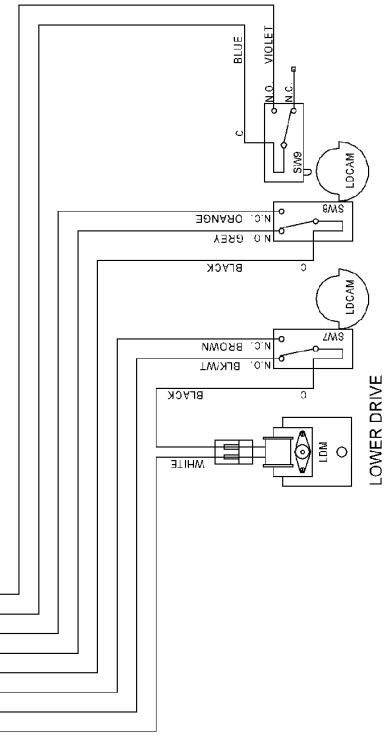 BLUE
VIOLET
N.O.
N.C.
C
SW9
LDCAM
N.C. ORANGE
SW8
N.O. GREY
BLACK
C
LDCAM
N.C. BROWN
SW7
N.O. BLK/WT
BLACK
C
WHITE
LDM
LOWER DRIVE